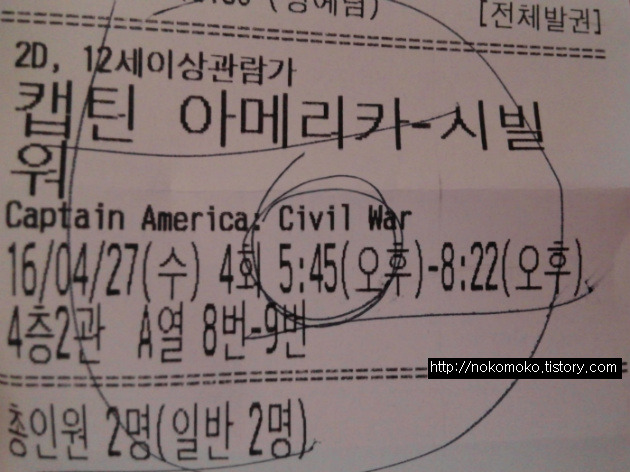 (장애럼) [전체발권]
2D, 12세이상관람가
캡틴 아메리카-시빌
워
Captain America: Civil War
16/04/27(수) 4회 5:45(오후)-8:22(오후)
4층2관 A열 8번-9번
http://nokomoko.tistory.com
총인원 2명(일반 2명)